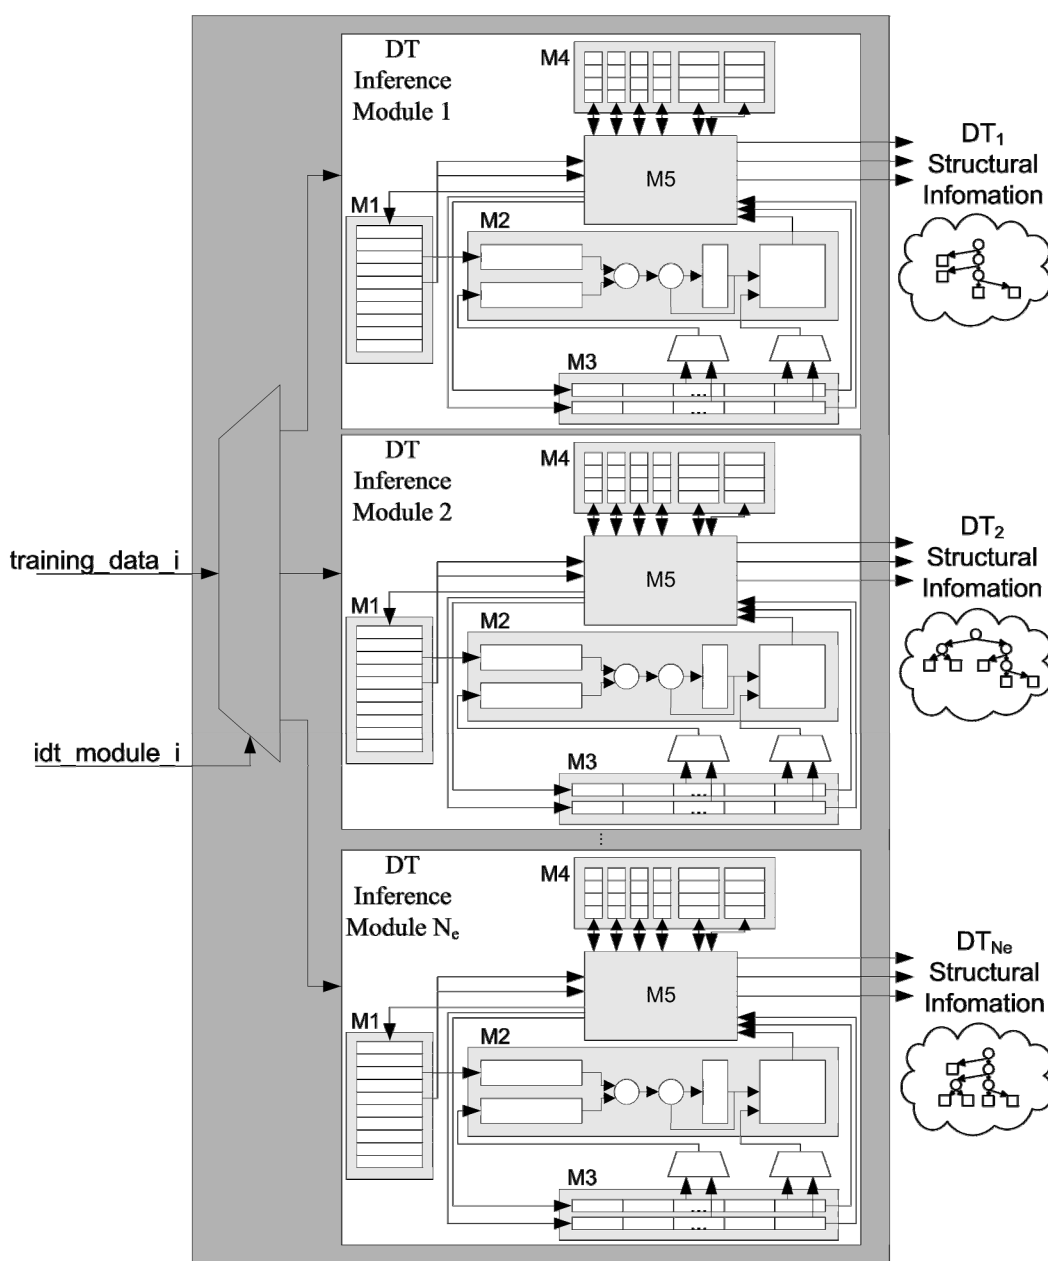 training_data_i
idt_module_i
DT
Inference
Module 1
M4
M5
M1
M2
M3
...
...
DT₁
Structural
Infomation
DT
Inference
Module 2
M4
M5
M1
M2
M3
...
...
DT₂
Structural
Infomation
...
DT
Inference
Module Nₑ
M4
M5
M1
M2
M3
...
...
DT_Ne
Structural
Infomation